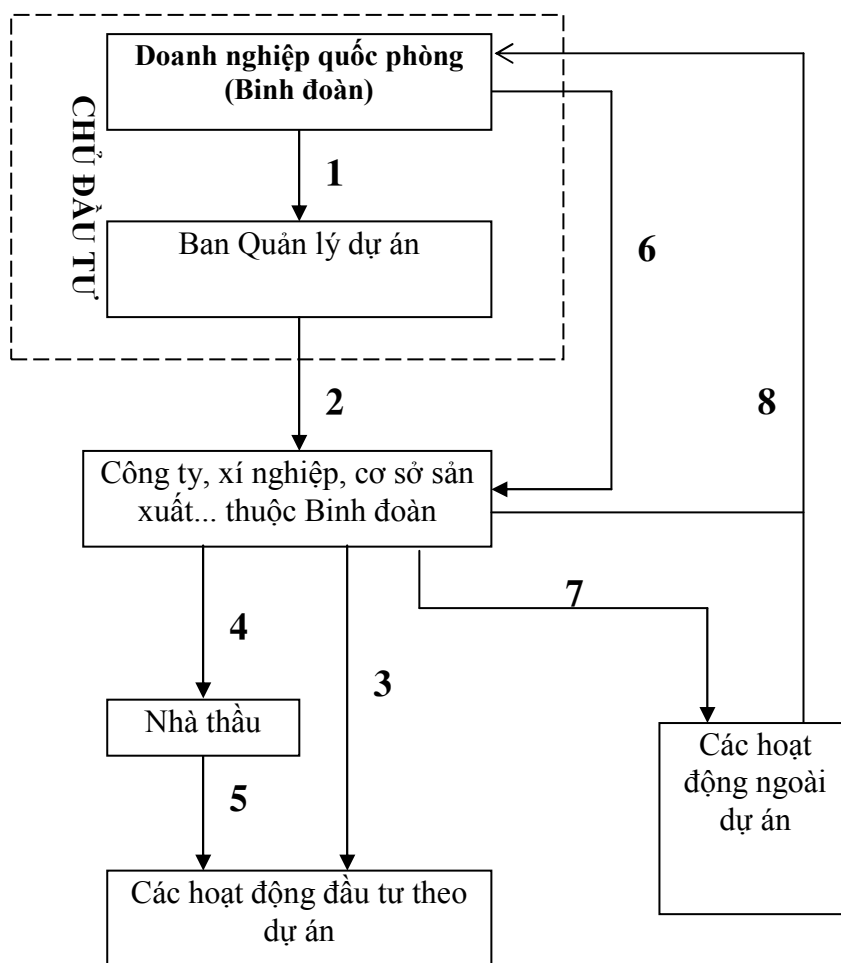 Doanh nghiệp quốc phòng
(Binh đoàn)
CHỦ ĐẦU TƯ
1
Ban Quản lý dự án
6
2
8
Công ty, xí nghiệp, cơ sở sản
xuất... thuộc Binh đoàn
7
4
3
Nhà thầu
Các hoạt
động ngoài
dự án
5
Các hoạt động đầu tư theo
dự án